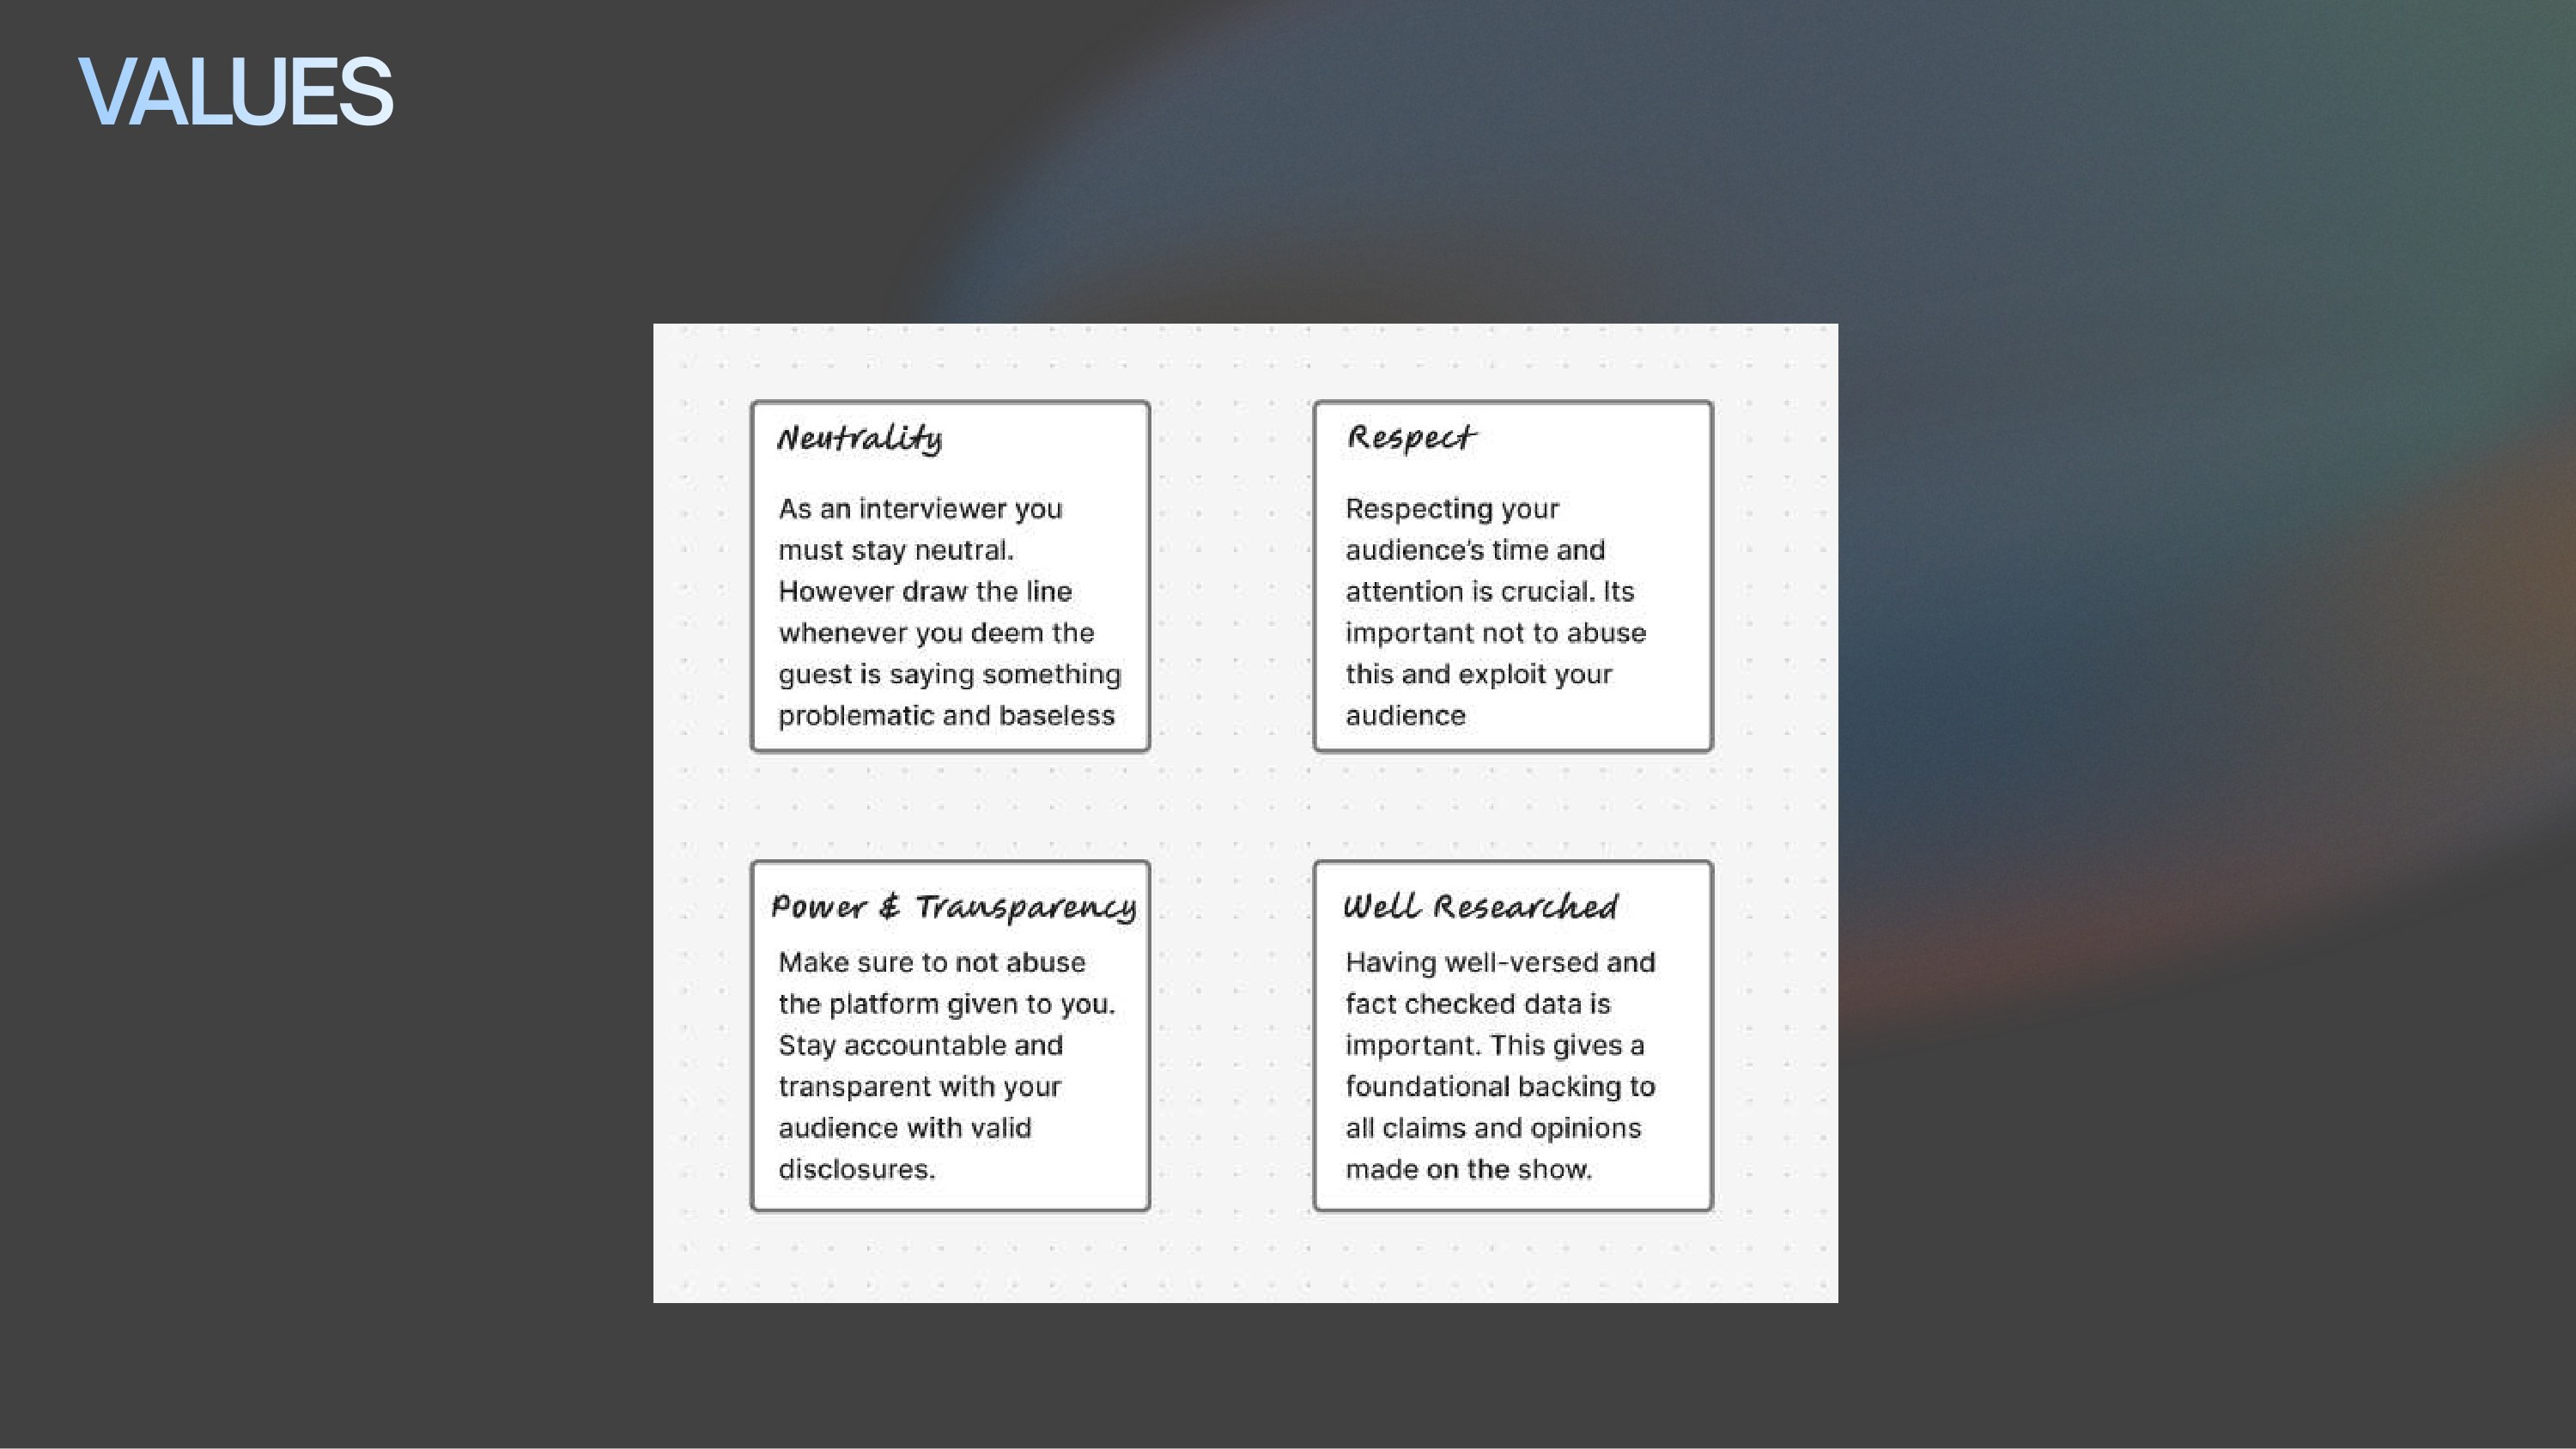 VALUES
Neutrality
As an interviewer you
must stay neutral.
However draw the line
whenever you deem the
guest is saying something
problematic and baseless
Respect
Respecting your
audience's time and
attention is crucial. Its
important not to abuse
this and exploit your
audience
Power & Transparency
Make sure to not abuse
the platform given to you.
Stay accountable and
transparent with your
audience with valid
disclosures.
Well Researched
Having well-versed and
fact checked data is
important. This gives a
foundational backing to
all claims and opinions
made on the show.